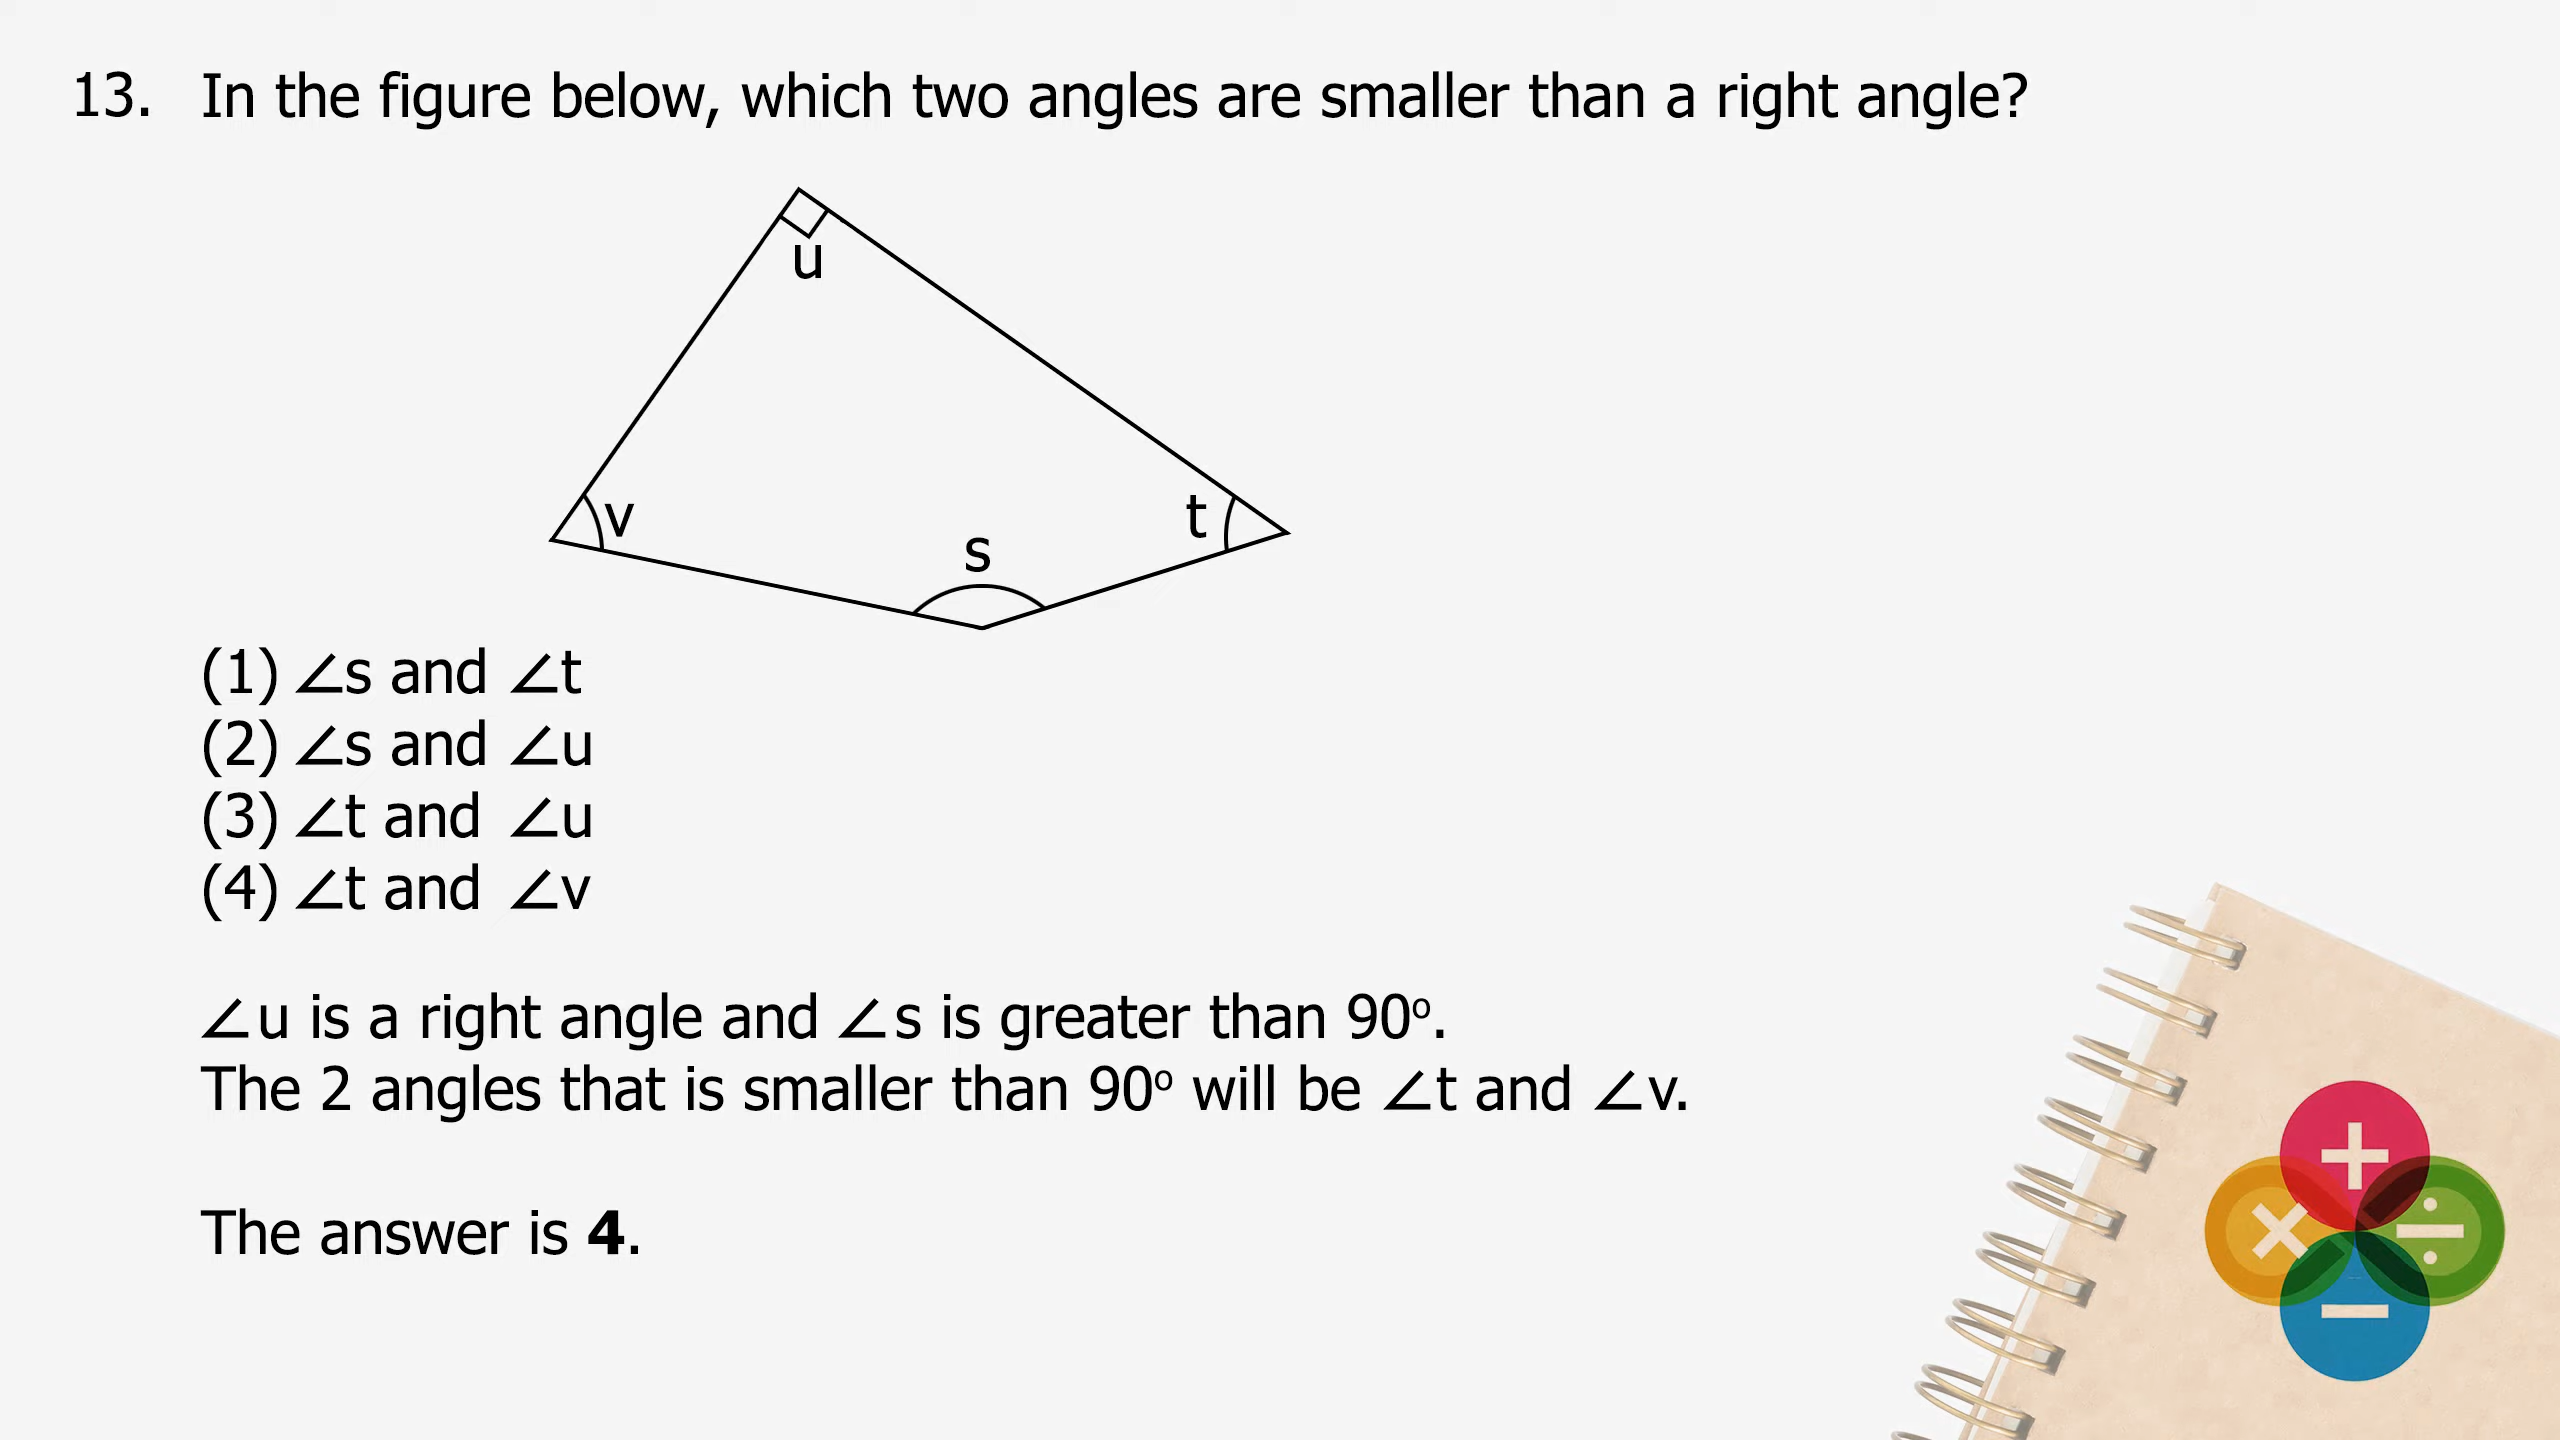 13. In the figure below, which two angles are smaller than a right angle?
u
v
t
s
(1) ∠s and ∠t
(2) ∠s and ∠u
(3) ∠t and ∠u
(4) ∠t and ∠v
∠u is a right angle and ∠s is greater than 90°.
The 2 angles that is smaller than 90° will be ∠t and ∠v.
The answer is 4.
+
× ÷
−